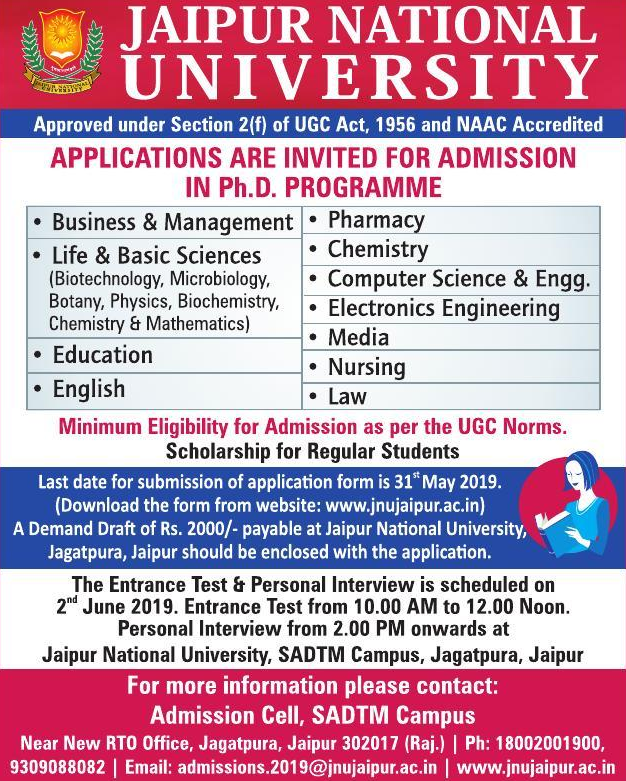 JAIPUR NATIONAL
UNIVERSITY
JAIPUR NATIONAL
UNIVERSITY
Approved under Section 2(f) of UGC Act, 1956 and NAAC Accredited
APPLICATIONS ARE INVITED FOR ADMISSION
IN Ph.D. PROGRAMME
• Business & Management
• Life & Basic Sciences
(Biotechnology, Microbiology,
Botany, Physics, Biochemistry,
Chemistry & Mathematics)
• Education
• English
• Pharmacy
• Chemistry
• Computer Science & Engg.
• Electronics Engineering
• Media
• Nursing
• Law
Minimum Eligibility for Admission as per the UGC Norms.
Scholarship for Regular Students
Last date for submission of application form is 31st May 2019.
(Download the form from website: www.jnujaipur.ac.in)
A Demand Draft of Rs. 2000/- payable at Jaipur National University,
Jagatpura, Jaipur should be enclosed with the application.
The Entrance Test & Personal Interview is scheduled on
2nd June 2019. Entrance Test from 10.00 AM to 12.00 Noon.
Personal Interview from 2.00 PM onwards at
Jaipur National University, SADTM Campus, Jagatpura, Jaipur
For more information please contact:
Admission Cell, SADTM Campus
Near New RTO Office, Jagatpura, Jaipur 302017 (Raj.) | Ph: 18002001900,
9309088082 | Email: admissions.2019@jnujaipur.ac.in | www.jnujaipur.ac.in